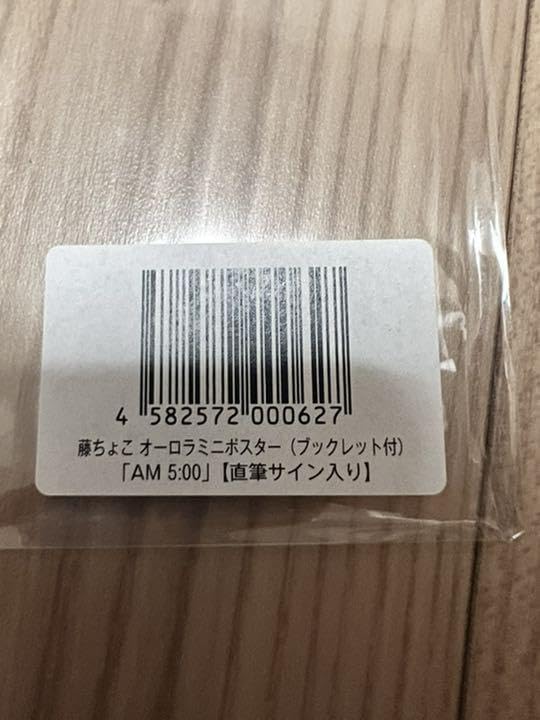 4 582572 000627
藤ちょこ オーロラミニポスター（ブックレット付）
「AM 5:00」【直筆サイン入り】